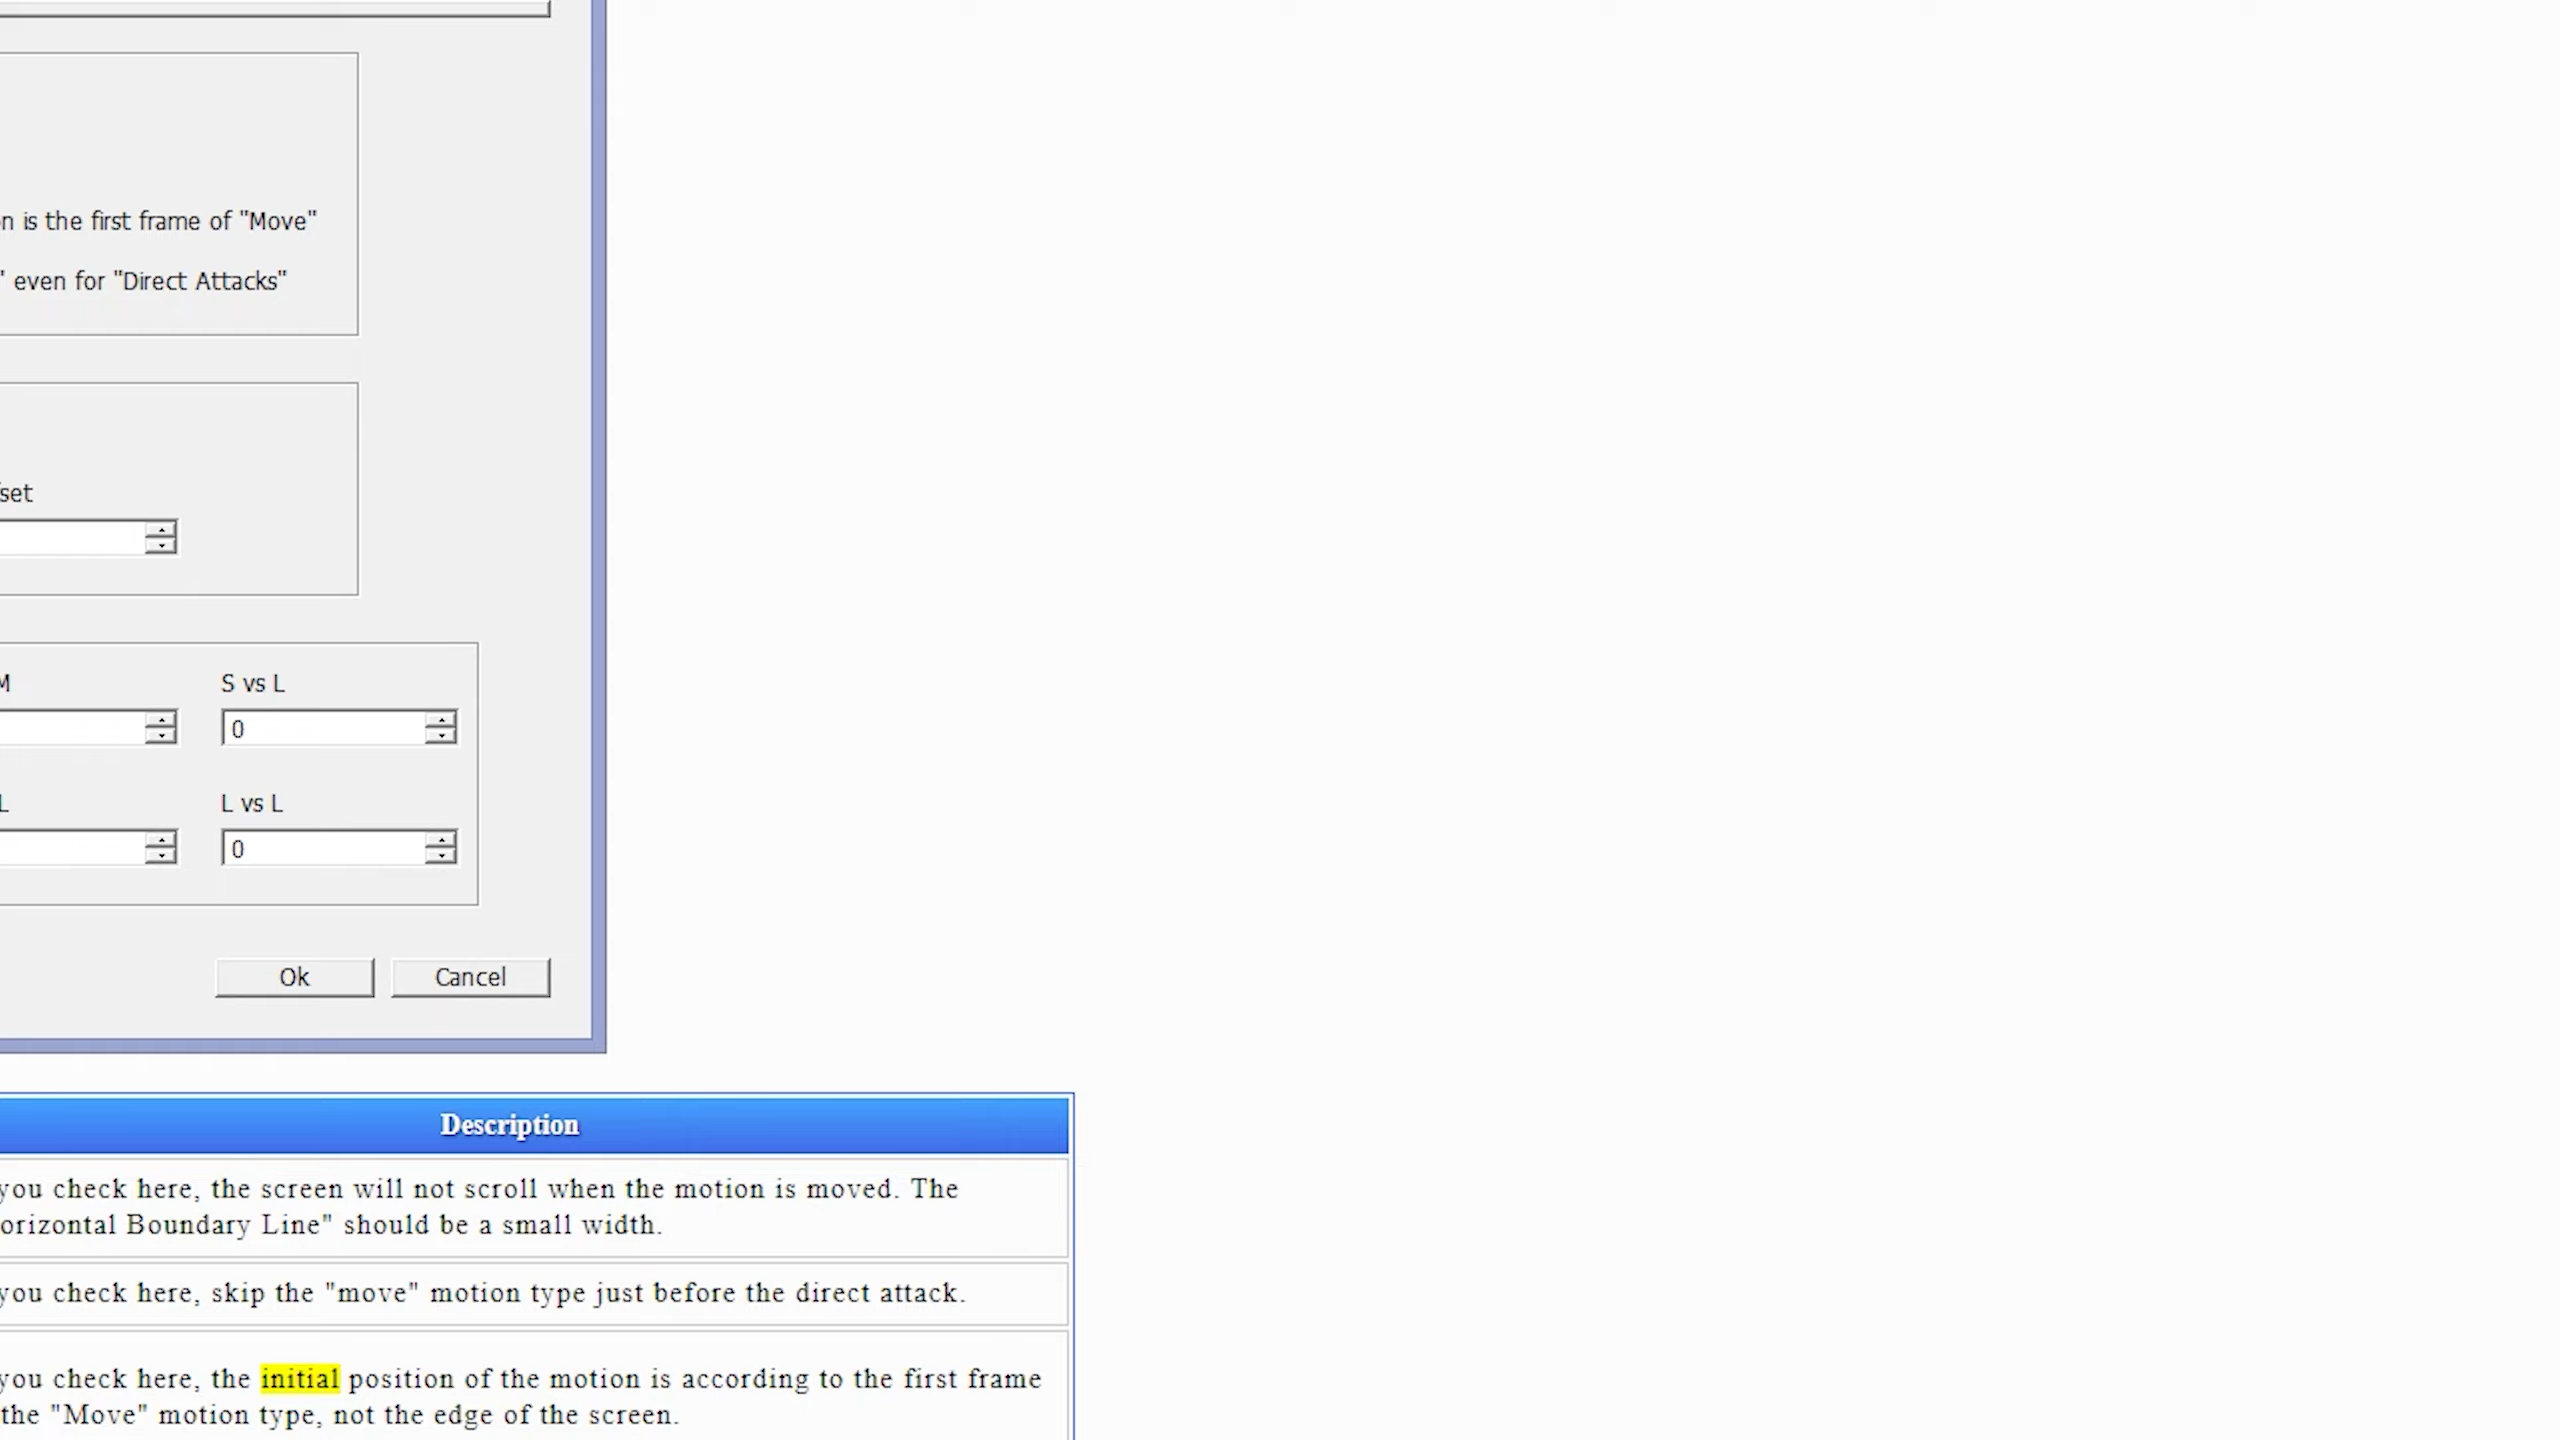 n is the first frame of "Move"
" even for "Direct Attacks"
set
M
S vs L
0
L
L vs L
0
Ok
Cancel
Description
you check here, the screen will not scroll when the motion is moved. The
orizontal Boundary Line" should be a small width.
you check here, skip the "move" motion type just before the direct attack.
you check here, the initial position of the motion is according to the first frame
the "Move" motion type, not the edge of the screen.